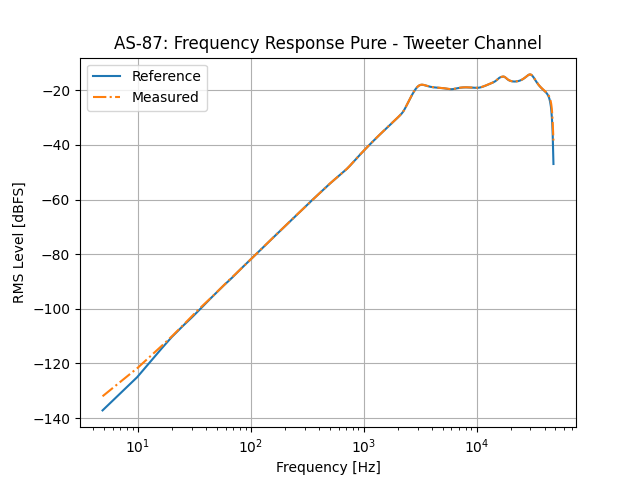 AS-87: Frequency Response Pure - Tweeter Channel
Reference
Measured
RMS Level [dBFS]
−20
−40
−60
−80
−100
−120
−140
10¹
10²
10³
10⁴
Frequency [Hz]